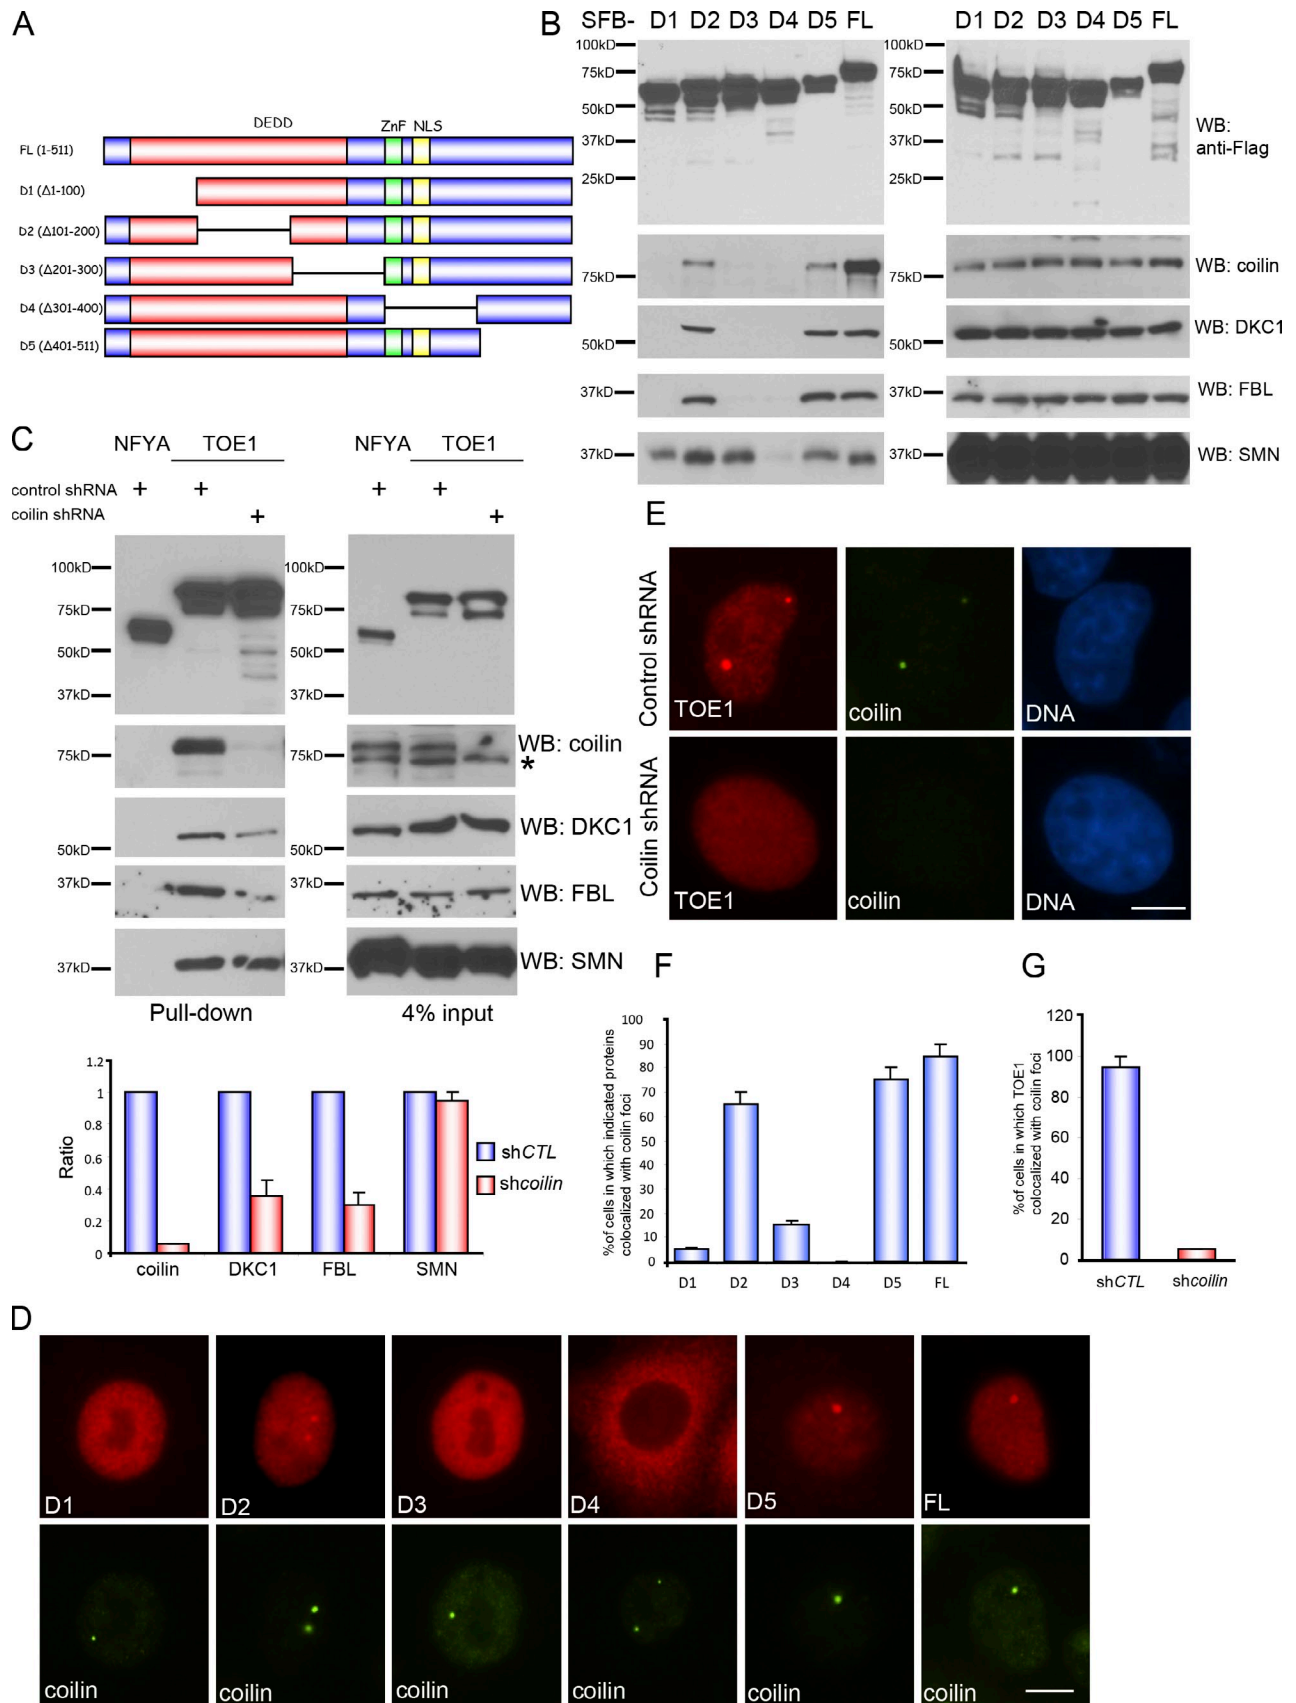 A
DEDD ZnF NLS
FL (1-511)
D1 (Δ1-100)
D2 (Δ101-200)
D3 (Δ201-300)
D4 (Δ301-400)
D5 (Δ401-511)
B
SFB- D1 D2 D3 D4 D5 FL D1 D2 D3 D4 D5 FL
100kD 100kD
75kD 75kD
50kD 50kD
37kD 37kD
25kD 25kD
WB: anti-Flag
75kD 75kD WB: coilin
50kD 50kD WB: DKC1
37kD 37kD WB: FBL
37kD 37kD WB: SMN
C
NFYA TOE1 NFYA TOE1
control shRNA + + + +
coilin shRNA + +
100kD 100kD
75kD 75kD
50kD 50kD
37kD 37kD
75kD 75kD WB: coilin
*
50kD 50kD WB: DKC1
37kD 37kD WB: FBL
37kD 37kD WB: SMN
Pull-down 4% input
Ratio
1.2
1
0.8
0.6
0.4
0.2
0
shCTL
shcoilin
coilin DKC1 FBL SMN
E
Control shRNA
TOE1 coilin DNA
Coilin shRNA
TOE1 coilin DNA
F
%of cells in which indicated proteins
colocalized with coilin foci
100
90
80
70
60
50
40
30
20
10
0
D1 D2 D3 D4 D5 FL
G
%of cells in which TOE1
colocalized with coilin foci
120
100
80
60
40
20
0
shCTL shcoilin
D
D1 D2 D3 D4 D5 FL
coilin coilin coilin coilin coilin coilin